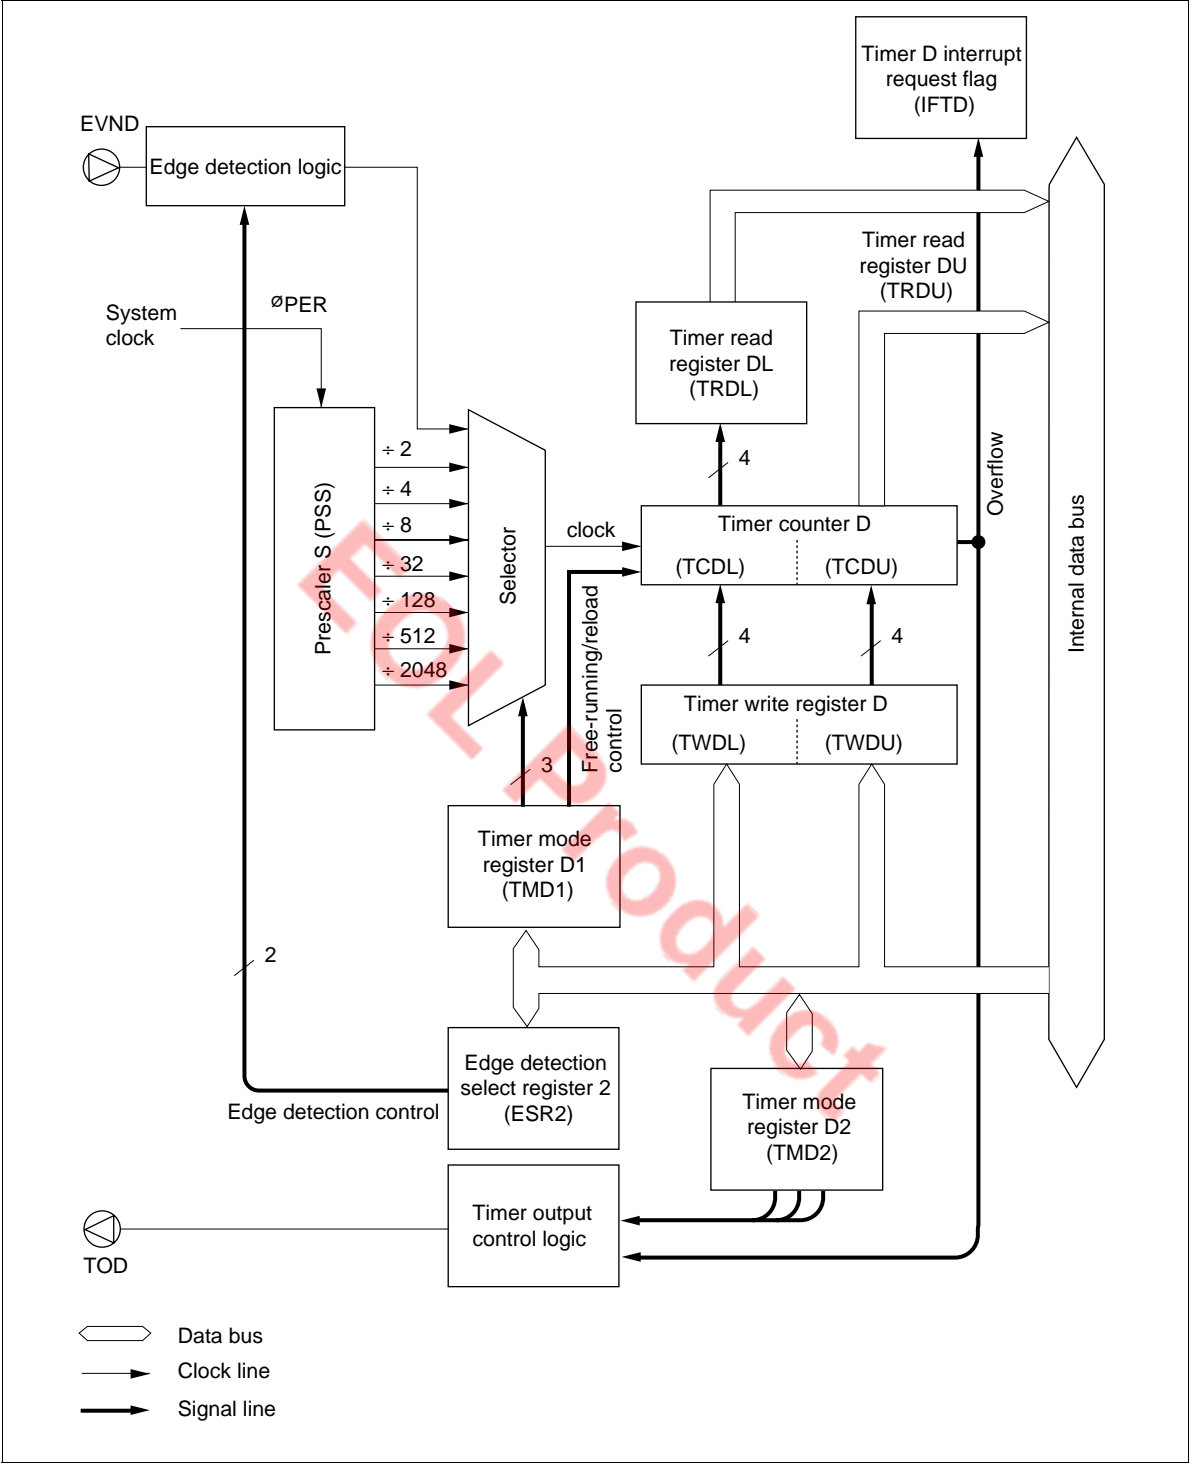 Timer D interrupt
request flag
(IFTD)
EVND
Edge detection logic
Timer read
register DU
(TRDU)
System
clock
øPER
Timer read
register DL
(TRDL)
÷ 2
÷ 4
÷ 8
÷ 32
÷ 128
÷ 512
÷ 2048
Prescaler S (PSS)
Selector
clock
4
Timer counter D
(TCDL)
(TCDU)
Overflow
Internal data bus
4
4
Timer write register D
(TWDL)
(TWDU)
Free-running/reload
control
3
Timer mode
register D1
(TMD1)
2
Edge detection
select register 2
(ESR2)
Edge detection control
Timer mode
register D2
(TMD2)
Timer output
control logic
TOD
Data bus
Clock line
Signal line
EOL Product